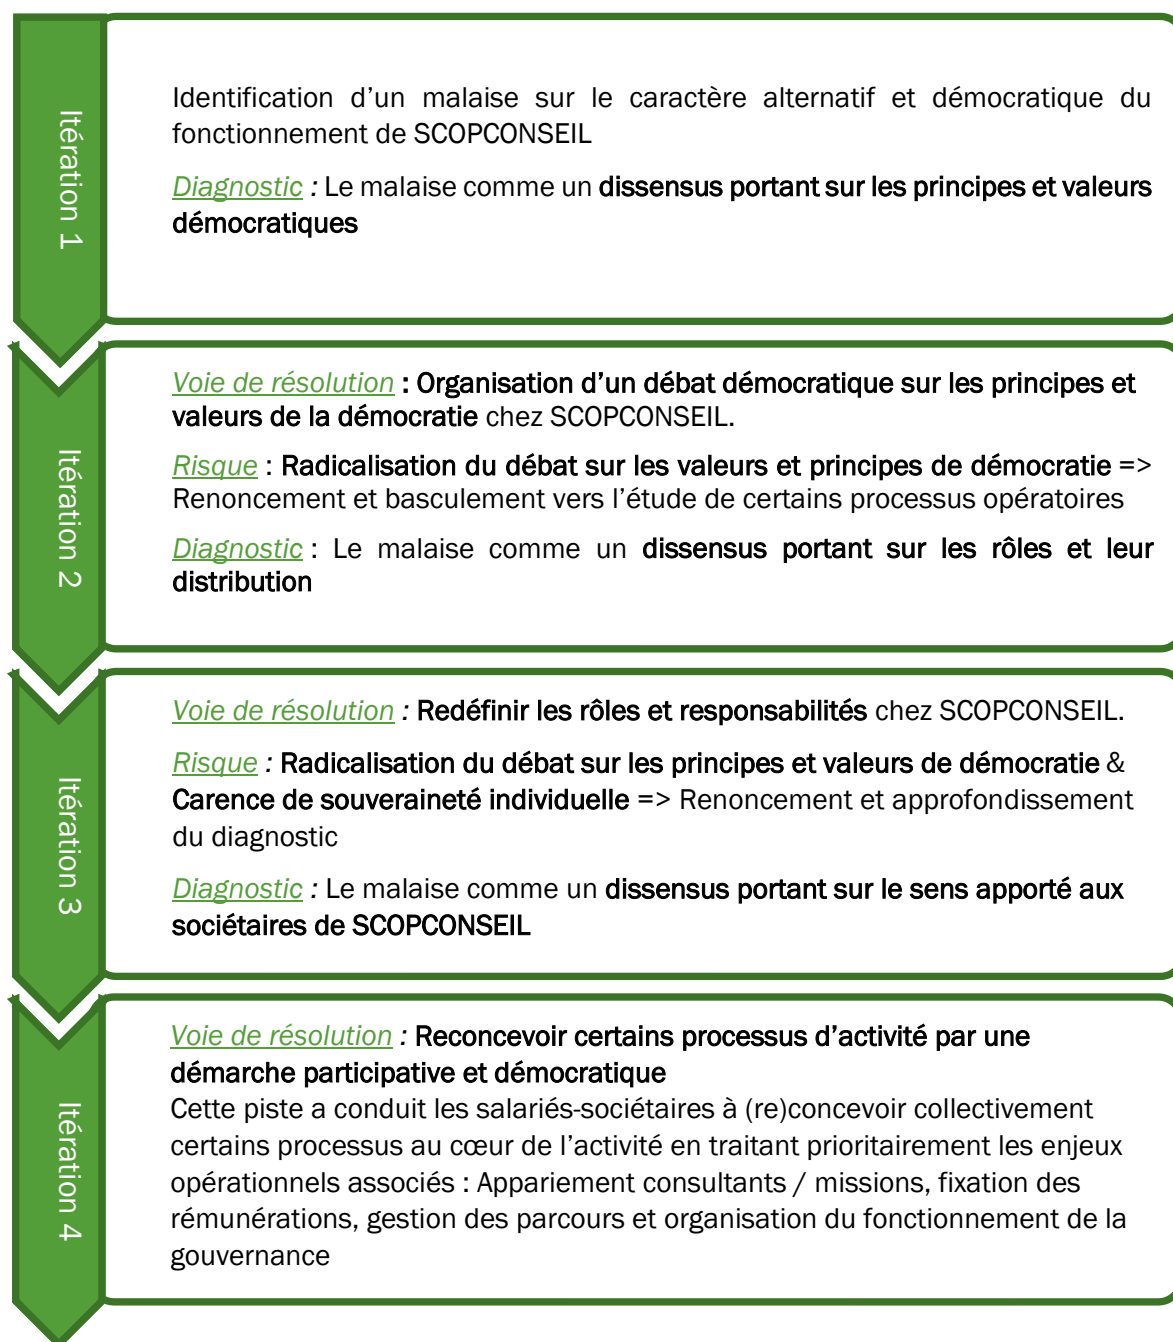 Itération 1
Identification d’un malaise sur le caractère alternatif et démocratique du
fonctionnement de SCOPCONSEIL
Diagnostic : Le malaise comme un dissensus portant sur les principes et valeurs
démocratiques
Itération 2
Voie de résolution : Organisation d’un débat démocratique sur les principes et
valeurs de la démocratie chez SCOPCONSEIL.
Risque : Radicalisation du débat sur les valeurs et principes de démocratie =>
Renoncement et basculement vers l’étude de certains processus opératoires
Diagnostic : Le malaise comme un dissensus portant sur les rôles et leur
distribution
Itération 3
Voie de résolution : Redéfinir les rôles et responsabilités chez SCOPCONSEIL.
Risque : Radicalisation du débat sur les principes et valeurs de démocratie &
Carence de souveraineté individuelle => Renoncement et approfondissement
du diagnostic
Diagnostic : Le malaise comme un dissensus portant sur le sens apporté aux
sociétaires de SCOPCONSEIL
Itération 4
Voie de résolution : Reconcevoir certains processus d’activité par une
démarche participative et démocratique
Cette piste a conduit les salariés-sociétaires à (re)concevoir collectivement
certains processus au cœur de l’activité en traitant prioritairement les enjeux
opérationnels associés : Appariement consultants / missions, fixation des
rémunérations, gestion des parcours et organisation du fonctionnement de la
gouvernance